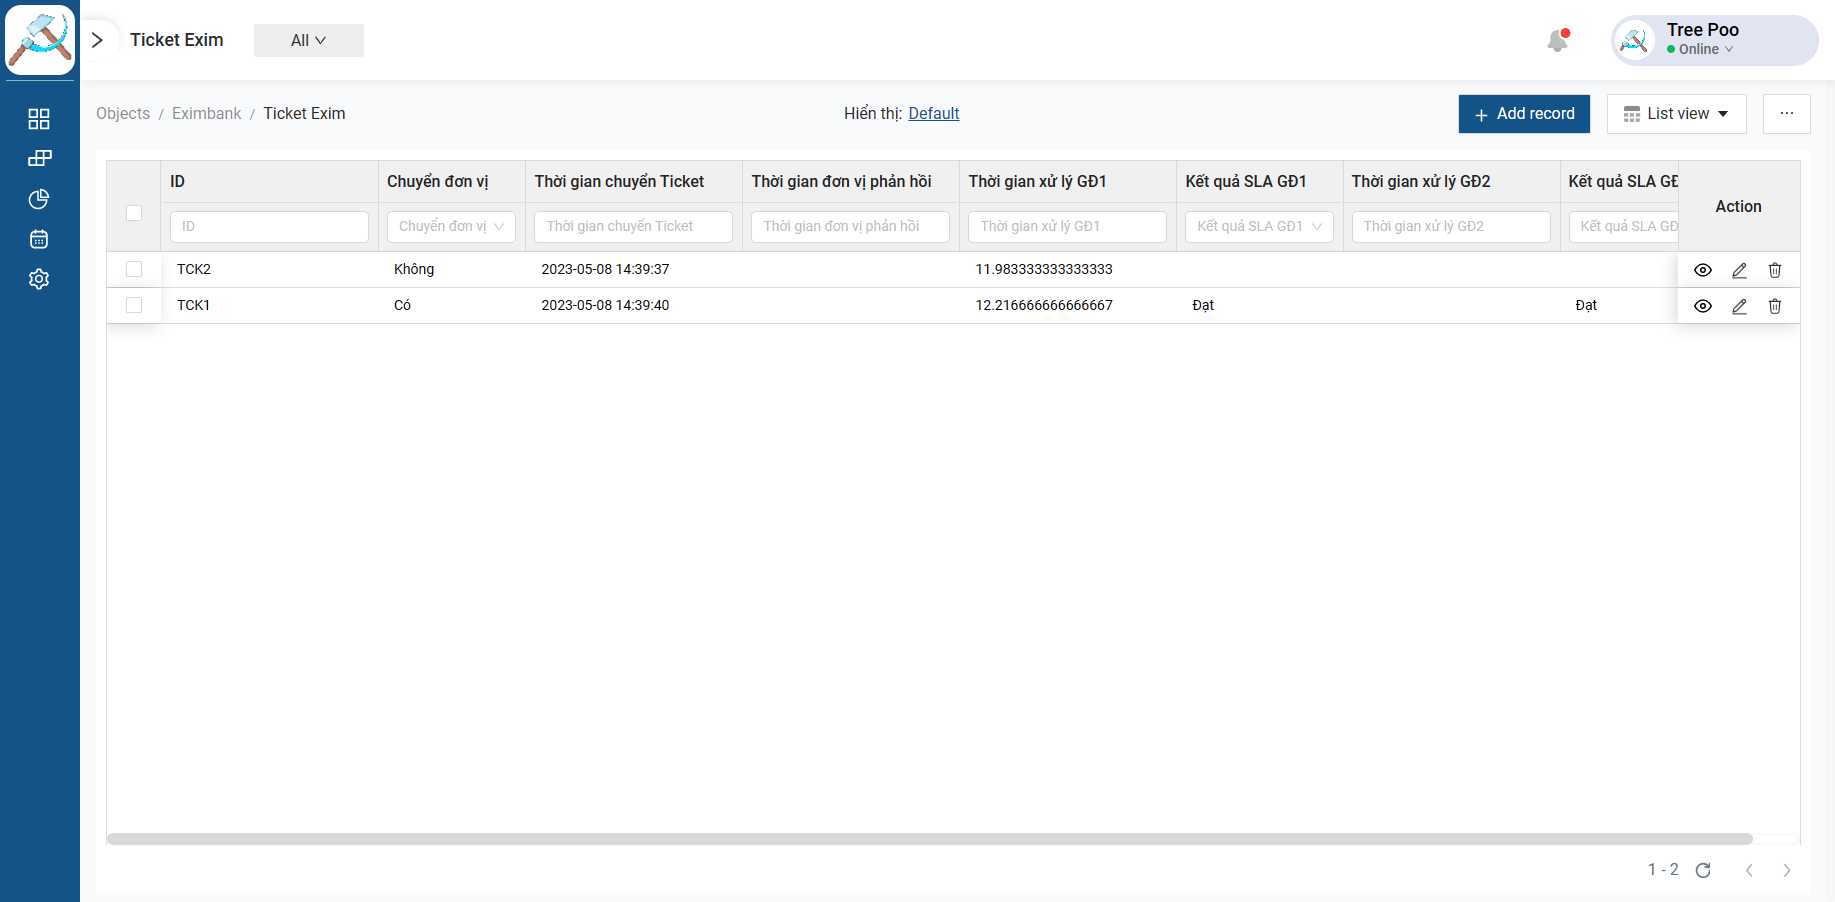 Ticket Exim
All
Tree Poo
Online
Objects / Eximbank / Ticket Exim
Hiển thị: Default
+ Add record
List view
...
ID Chuyển đơn vị Thời gian chuyển Ticket Thời gian đơn vị phản hồi Thời gian xử lý GĐ1 Kết quả SLA GĐ1 Thời gian xử lý GĐ2 Kết quả SLA GĐ Action
ID Chuyển đơn vị Thời gian chuyển Ticket Thời gian đơn vị phản hồi Thời gian xử lý GĐ1 Kết quả SLA GĐ1 Thời gian xử lý GĐ2 Kết quả SLA GĐ
TCK2 Không 2023-05-08 14:39:37 11.983333333333333
TCK1 Có 2023-05-08 14:39:40 12.216666666666667 Đạt Đạt
1 - 2